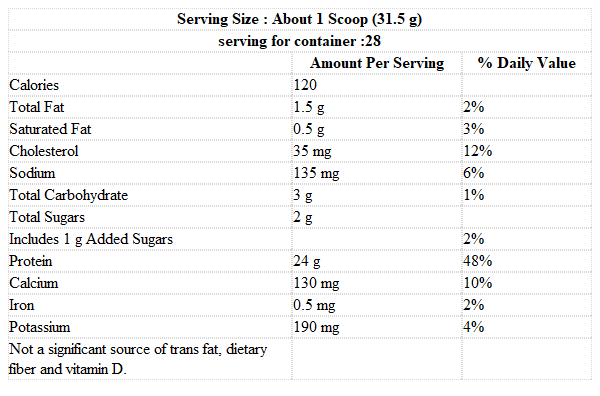 Serving Size : About 1 Scoop (31.5 g)
serving for container :28
Amount Per Serving % Daily Value
Calories 120
Total Fat 1.5 g 2%
Saturated Fat 0.5 g 3%
Cholesterol 35 mg 12%
Sodium 135 mg 6%
Total Carbohydrate 3 g 1%
Total Sugars 2 g
Includes 1 g Added Sugars 2%
Protein 24 g 48%
Calcium 130 mg 10%
Iron 0.5 mg 2%
Potassium 190 mg 4%
Not a significant source of trans fat, dietary
fiber and vitamin D.